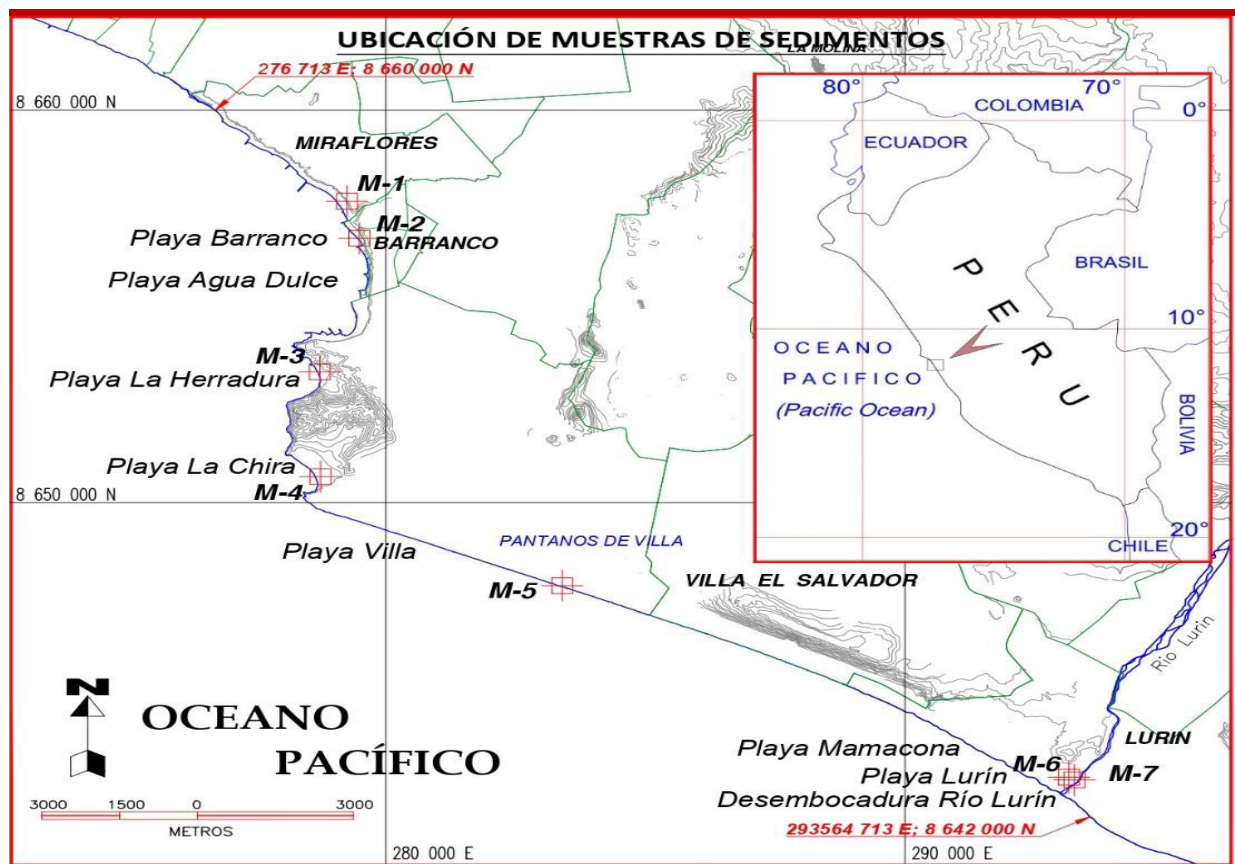 UBICACIÓN DE MUESTRAS DE SEDIMENTOS
LA MOLINA
276 713 E; 8 660 000 N
8 660 000 N
MIRAFLORES
M-1
M-2
Playa Barranco
BARRANCO
Playa Agua Dulce
M-3
Playa La Herradura
Playa La Chira
M-4
8 650 000 N
Playa Villa
PANTANOS DE VILLA
M-5
VILLA EL SALVADOR
80°
70°
COLOMBIA
0°
ECUADOR
BRASIL
PERU
10°
OCEANO
PACIFICO
(Pacific Ocean)
BOLIVIA
20°
CHILE
Rio Lurin
N
OCEANO
PACÍFICO
LURIN
Playa Mamacona
M-6
M-7
Playa Lurín
Desembocadura Río Lurín
293564 713 E; 8 642 000 N
3000 1500 0 3000
METROS
280 000 E
290 000 E